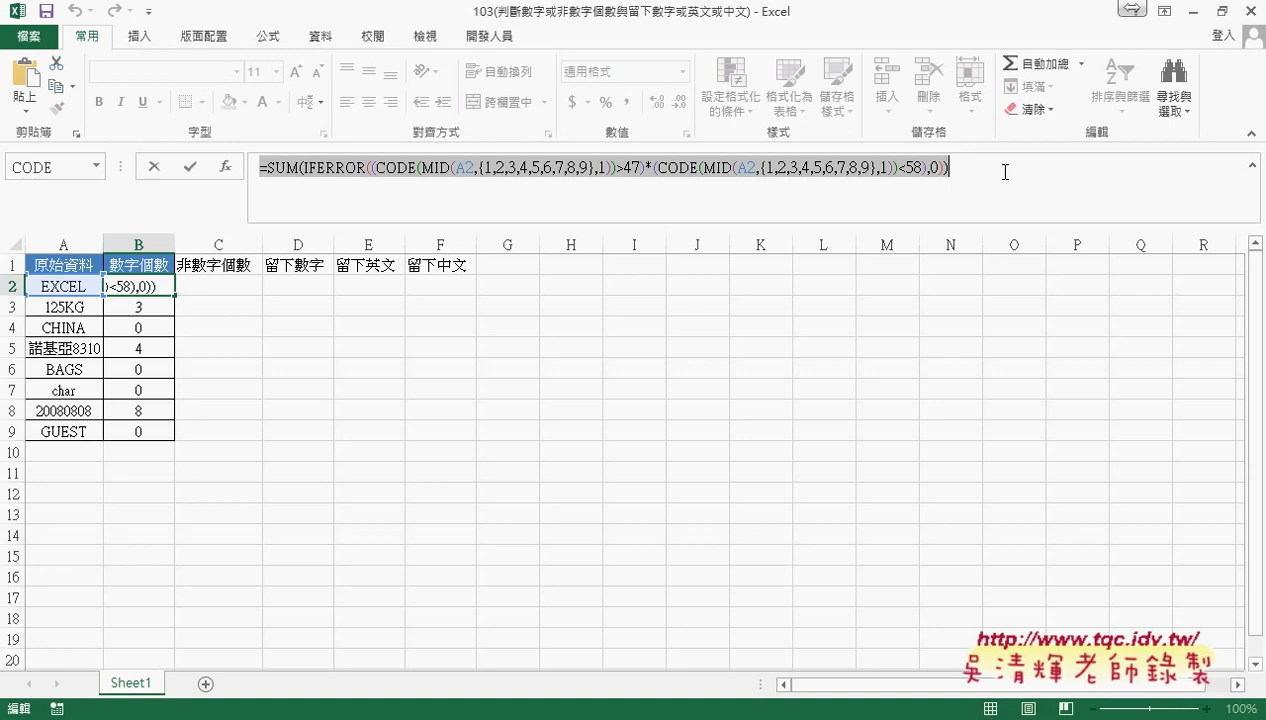 103(判斷數字或非數字個數與留下數字或英文或中文) - Excel
檔案 常用 插入 版面配置 公式 資料 校閱 檢視 開發人員 登入
11 自動換列 通用格式 自動加總
貼上 B I U A 中 跨欄置中 $ % , 設定格式化的條件 格式化為表格 儲存格樣式 插入 刪除 格式 填滿 清除 排序與篩選 尋找與選取
剪貼簿 字型 對齊方式 數值 樣式 儲存格 編輯
CODE fx =SUM(IFERROR((CODE(MID(A2,{1,2,3,4,5,6,7,8,9},1))>47)*(CODE(MID(A2,{1,2,3,4,5,6,7,8,9},1))<58),0))
A B C D E F G H I J K L M N O P Q R
1 原始資料 數字個數 非數字個數 留下數字 留下英文 留下中文
2 EXCEL )<58),0))
3 125KG 3
4 CHINA 0
5 諾基亞8310 4
6 BAGS 0
7 char 0
8 20080808 8
9 GUEST 0
10
11
12
13
14
15
16
17
18
19
20
http://www.tqc.idv.tw/
吳清輝老師錄製
Sheet1
編輯 100%